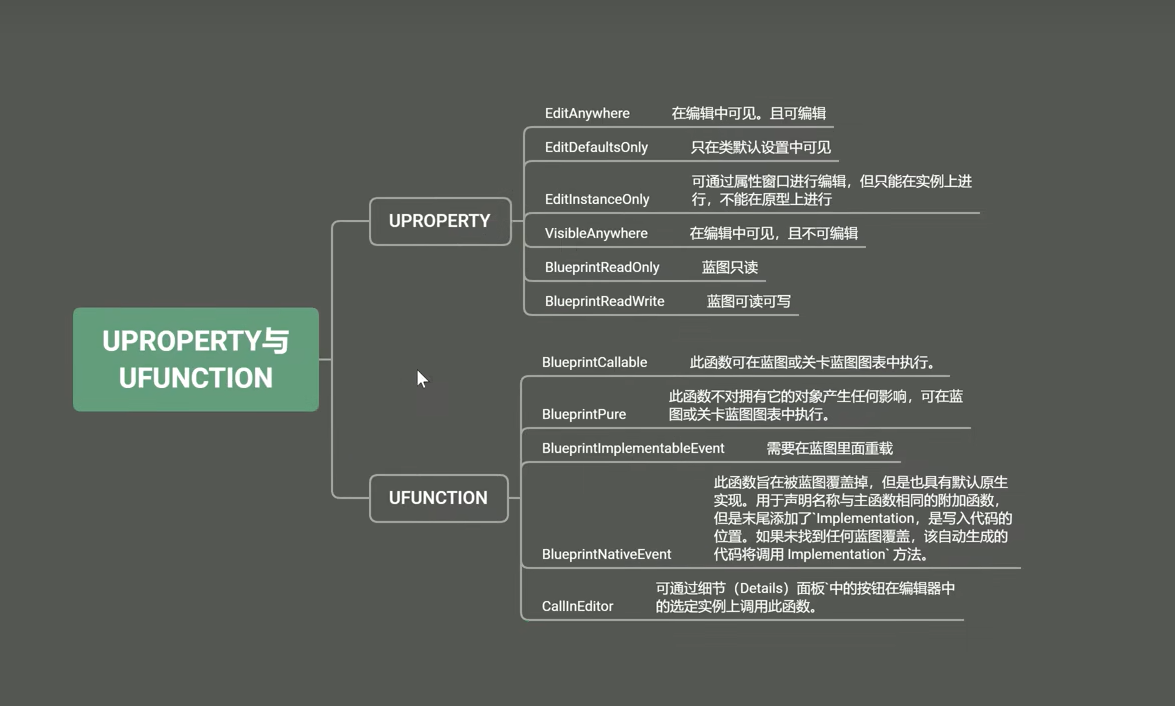 UPROPERTY与
UFUNCTION
UPROPERTY
EditAnywhere 在编辑中可见。且可编辑
EditDefaultsOnly 只在类默认设置中可见
可通过属性窗口进行编辑，但只能在实例上进
EditInstanceOnly 行，不能在原型上进行
VisibleAnywhere 在编辑中可见，且不可编辑
BlueprintReadOnly 蓝图只读
BlueprintReadWrite 蓝图可读可写
UFUNCTION
BlueprintCallable 此函数可在蓝图或关卡蓝图图表中执行。
此函数不对拥有它的对象产生任何影响，可在蓝
BlueprintPure 图或关卡蓝图图表中执行。
BlueprintImplementableEvent 需要在蓝图里面重载
此函数旨在被蓝图覆盖掉，但是也具有默认原生
实现。用于声明名称与主函数相同的附加函数，
但是末尾添加了`Implementation，是写入代码的
位置。如果未找到任何蓝图覆盖，该自动生成的
BlueprintNativeEvent 代码将调用 Implementation` 方法。
可通过细节（Details）面板`中的按钮在编辑器中
CallInEditor 的选定实例上调用此函数。